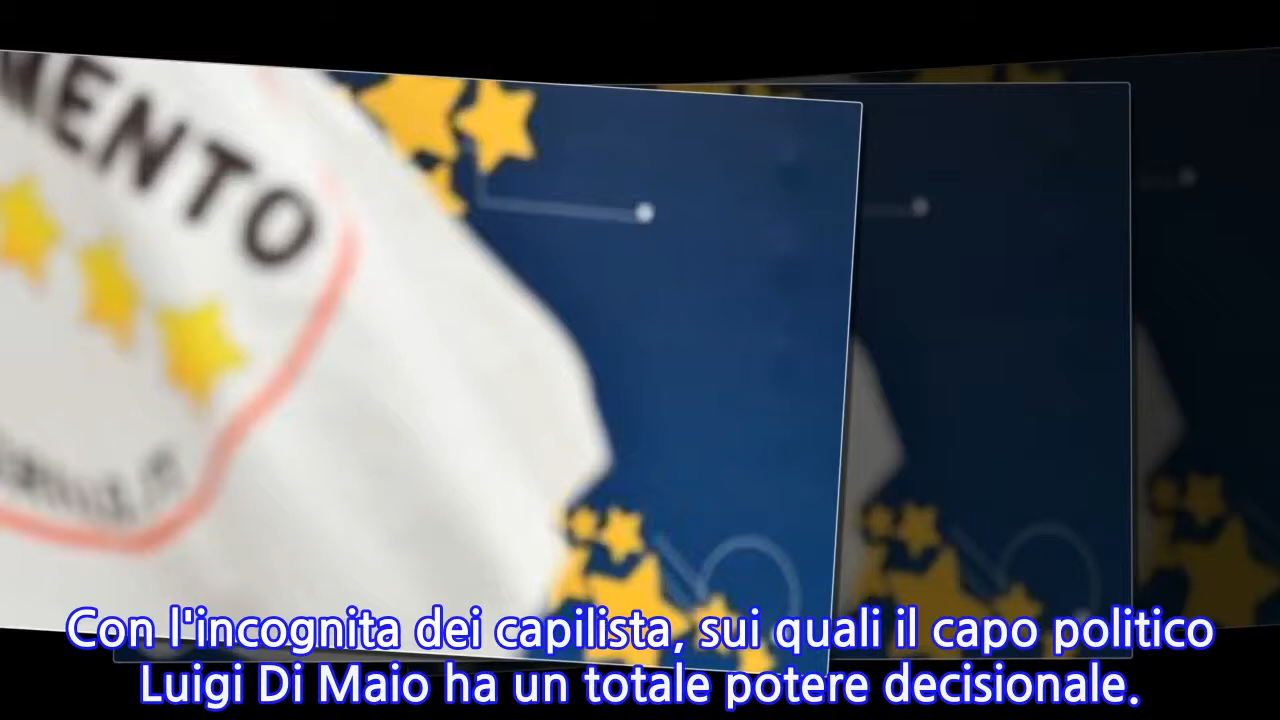 MENTO
Con l'incognita dei capilista, sui quali il capo politico
Luigi Di Maio ha un totale potere decisionale.